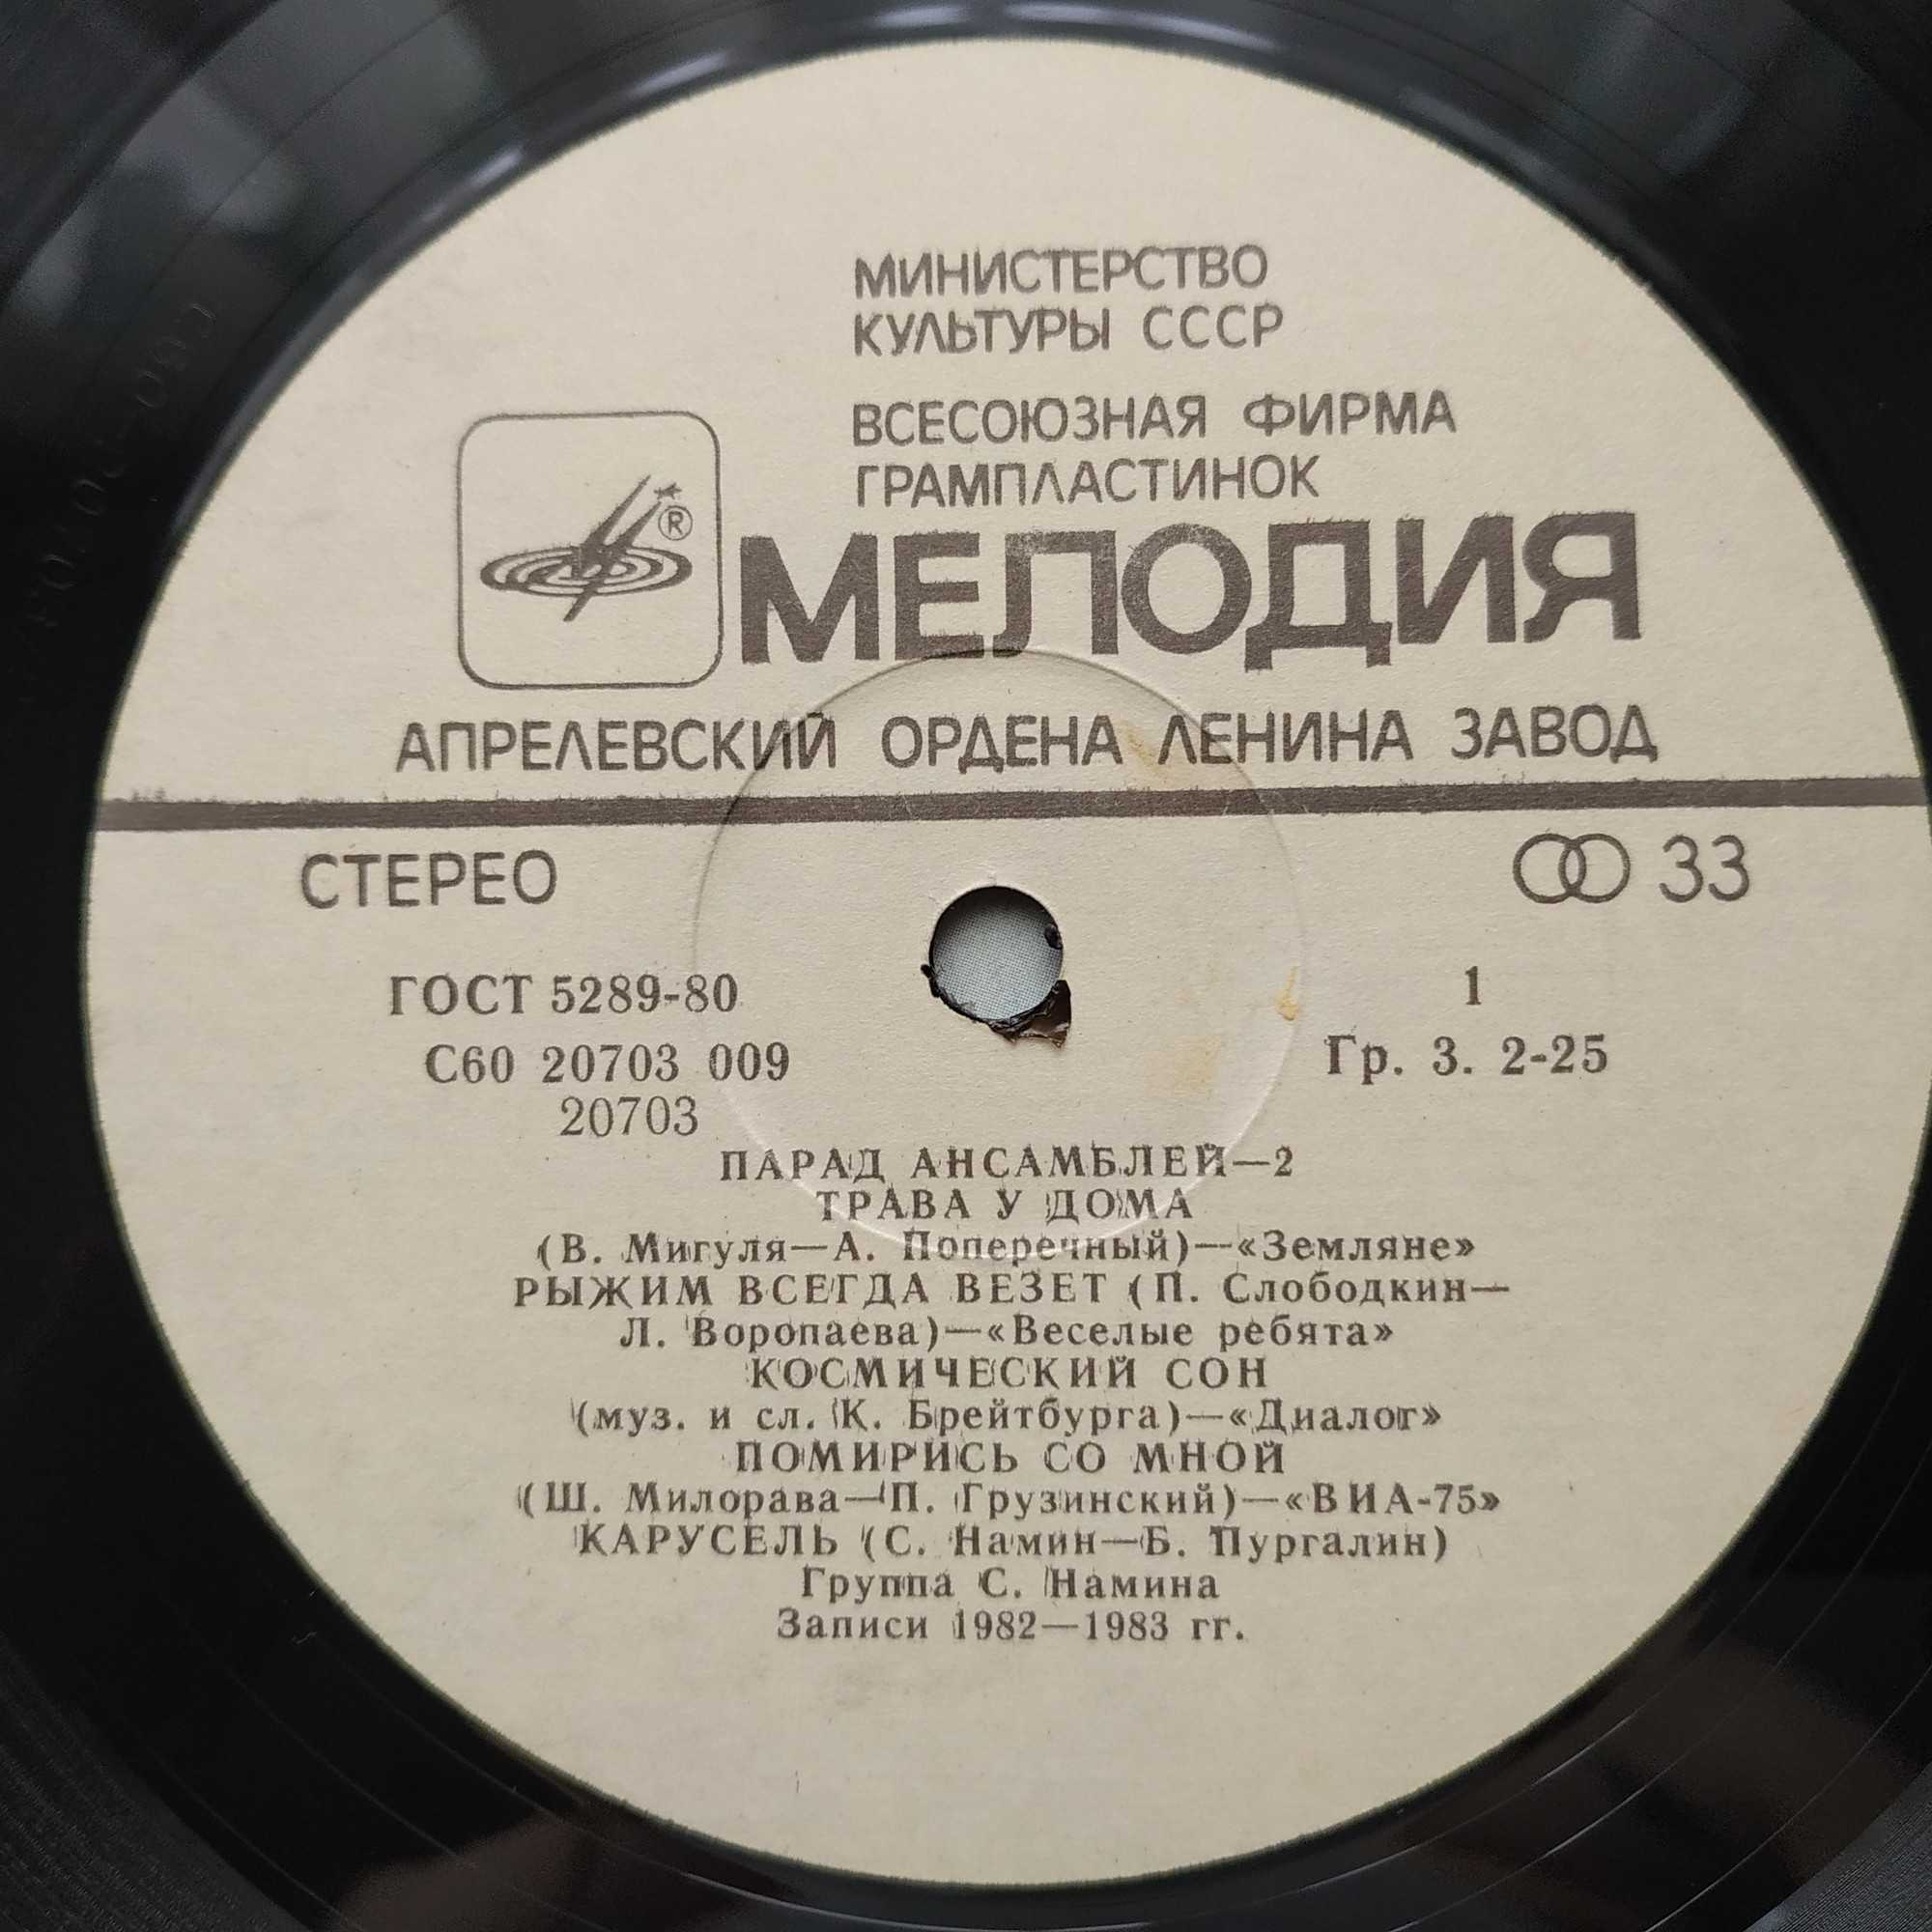 МИНИСТЕРСТВО
КУЛЬТУРЫ СССР
ВСЕСОЮЗНАЯ ФИРМА
ГРАМПЛАСТИНОК
®
МЕЛОДИЯ
АПРЕЛЕВСКИЙ ОРДЕНА ЛЕНИНА ЗАВОД
СТЕРЕО
33
ГОСТ 5289-80
1
С60 20703 009
Гр. 3. 2-25
20703
ПАРАД АНСАМБЛЕЙ—2
ТРАВА У ДОМА
(В. Мигуля—А. Поперечный)—«Земляне»
РЫЖИМ ВСЕГДА ВЕЗЕТ (П. Слободкин—
Л. Воропаева)—«Веселые ребята»
КОСМИЧЕСКИЙ СОН
(муз. и сл. К. Брейтбурга)—«Диалог»
ПОМИРИСЬ СО МНОЙ
(Ш. Милорава—П. Грузинский)—«ВИА-75»
КАРУСЕЛЬ (С. Намин—Б. Пургалин)
Группа С. Намина
Записи 1982—1983 гг.